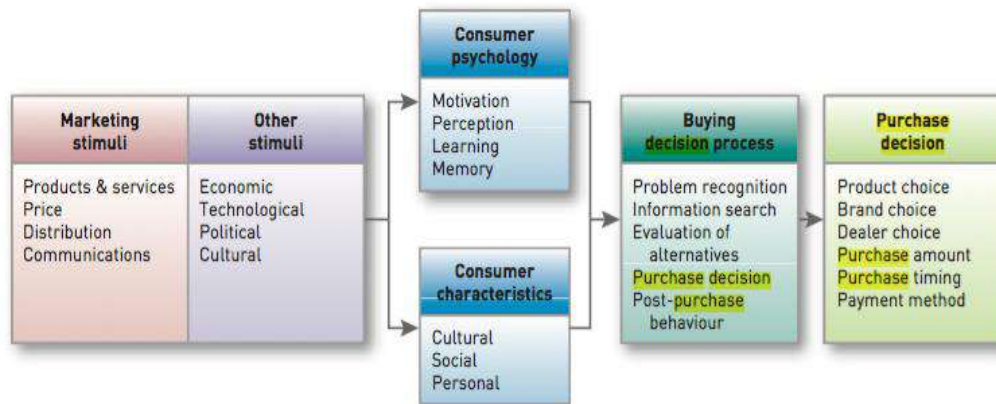 Marketing
stimuli
Products & services
Price
Distribution
Communications
Other
stimuli
Economic
Technological
Political
Cultural
Consumer
psychology
Motivation
Perception
Learning
Memory
Consumer
characteristics
Cultural
Social
Personal
Buying
decision process
Problem recognition
Information search
Evaluation of
alternatives
Purchase decision
Post-purchase
behaviour
Purchase
decision
Product choice
Brand choice
Dealer choice
Purchase amount
Purchase timing
Payment method